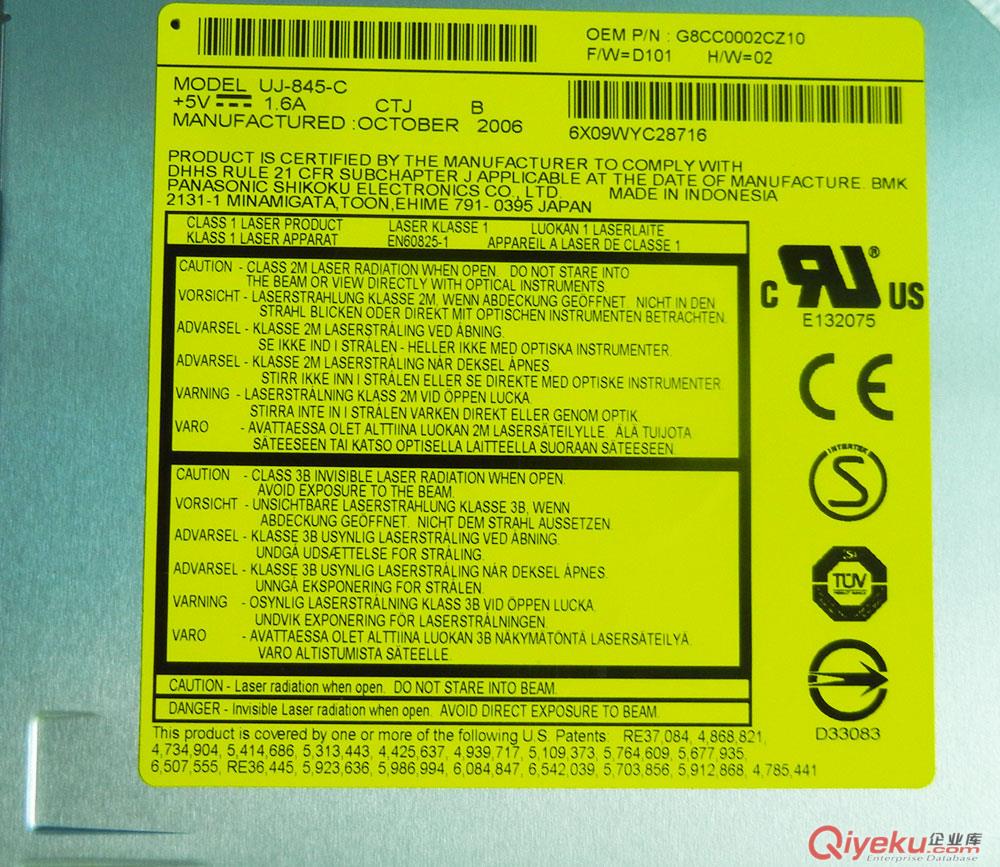 OEM P/N : G8CC0002CZ10
F/W=D101 H/W=02
MODEL UJ-845-C
+5V 1.6A CTJ B
MANUFACTURED :OCTOBER 2006
6X09WYC28716
PRODUCT IS CERTIFIED BY THE MANUFACTURER TO COMPLY WITH
DHHS RULE 21 CFR SUBCHAPTER J APPLICABLE AT THE DATE OF MANUFACTURE. BMK
PANASONIC SHIKOKU ELECTRONICS CO., LTD. MADE IN INDONESIA
2131-1 MINAMIGATA,TOON,EHIME 791- 0395 JAPAN
CLASS 1 LASER PRODUCT LASER KLASSE 1 LUOKAN 1 LASERLAITE
KLASS 1 LASER APPARAT EN60825-1 APPAREIL A LASER DE CLASSE 1
CAUTION - CLASS 2M LASER RADIATION WHEN OPEN. DO NOT STARE INTO
THE BEAM OR VIEW DIRECTLY WITH OPTICAL INSTRUMENTS.
VORSICHT - LASERSTRAHLUNG KLASSE 2M, WENN ABDECKUNG GEÖFFNET. NICHT IN DEN
STRAHL BLICKEN ODER DIREKT MIT OPTISCHEN INSTRUMENTEN BETRACHTEN.
ADVARSEL - KLASSE 2M LASERSTRÅLING VED ÅBNING.
SE IKKE IND I STRÅLEN - HELLER IKKE MED OPTISKA INSTRUMENTER.
ADVARSEL - KLASSE 2M LASERSTRÅLING NÅR DEKSEL ÅPNES.
STIRR IKKE INN I STRÅLEN ELLER SE DIREKTE MED OPTISKE INSTRUMENTER.
VARNING - LASERSTRÅLNING KLASS 2M VID ÖPPEN LUCKA.
STIRRA INTE IN I STRÅLEN VARKEN DIREKT ELLER GENOM OPTIK.
VARO - AVATTAESSA OLET ALTTIINA LUOKAN 2M LASERSÄTEILYLLE. ÄLÄ TUIJOTA
SÄTEESEEN TAI KATSO OPTISELLA LAITTEELLA SUORAAN SÄTEESEEN.
CAUTION - CLASS 3B INVISIBLE LASER RADIATION WHEN OPEN.
AVOID EXPOSURE TO THE BEAM.
VORSICHT - UNSICHTBARE LASERSTRAHLUNG KLASSE 3B, WENN
ABDECKUNG GEÖFFNET. NICHT DEM STRAHL AUSSETZEN.
ADVARSEL - KLASSE 3B USYNLIG LASERSTRÅLING VED ÅBNING.
UNDGÅ UDSÆTTELSE FOR STRÅLING.
ADVARSEL - KLASSE 3B USYNLIG LASERSTRÅLING NÅR DEKSEL ÅPNES.
UNNGÅ EKSPONERING FOR STRÅLEN.
VARNING - OSYNLIG LASERSTRÅLNING KLASS 3B VID ÖPPEN LUCKA.
UNDVIK EXPONERING FÖR LASERSTRÅLNINGEN.
VARO - AVATTAESSA OLET ALTTIINA LUOKAN 3B NÄKYMÄTÖNTÄ LASERSÄTEILYÄ.
VARO ALTISTUMISTA SÄTEELLE.
CAUTION - Laser radiation when open. DO NOT STARE INTO BEAM.
DANGER - Invisible Laser radiation when open. AVOID DIRECT EXPOSURE TO BEAM.
This product is covered by one or more of the following U.S. Patents: RE37,084, 4,868,821,
4,734,904, 5,414,686, 5,313,443, 4,425,637, 4,939,717, 5,109,373, 5,764,609, 5,677,935,
6,507,555, RE36,445, 5,923,636, 5,986,994, 6,084,847, 6,542,039, 5,703,856, 5,912,868, 4,785,441
C RU ® US
E132075
CE
INTERTEK
S
TÜV
D33083
Qiyeku企业库
Enterprise Database